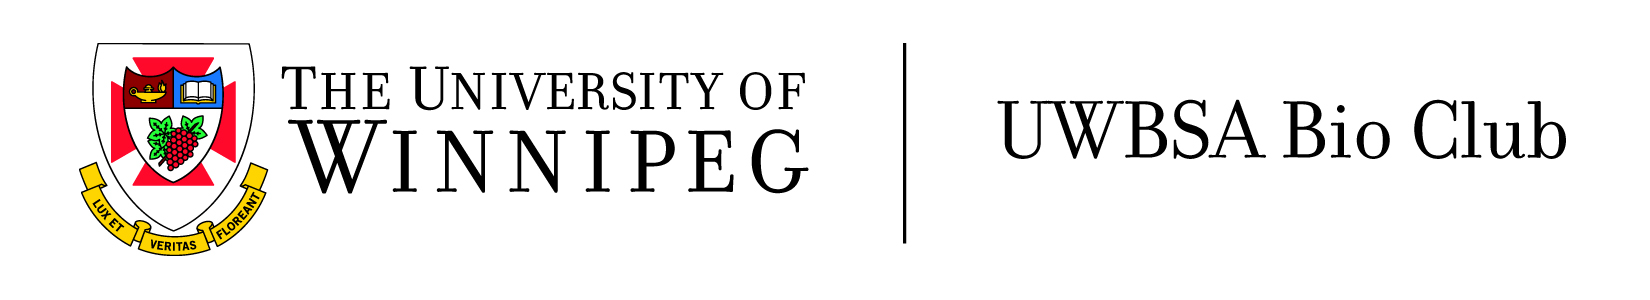 THE UNIVERSITY OF
WINNIPEG
LUX ET
VERITAS
FLOREANT
UWBSA Bio Club